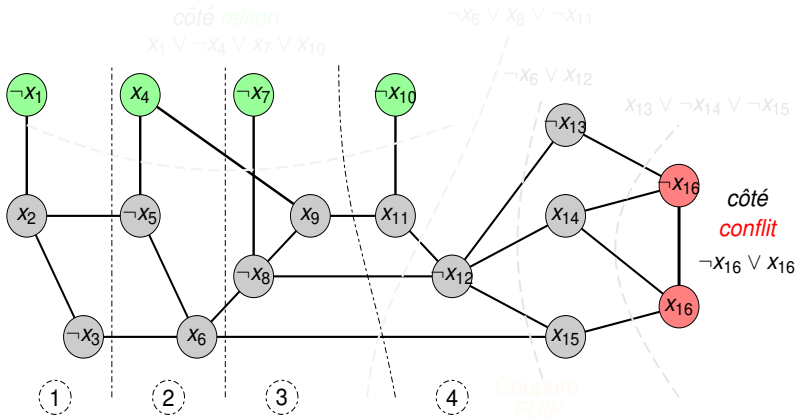 côté raison
x1 ∨ ¬x4 ∨ x7 ∨ x10
¬x6 ∨ x8 ∨ ¬x11
¬x6 ∨ x12
x13 ∨ ¬x14 ∨ ¬x15
¬x1 x4 ¬x7 ¬x10
¬x13
¬x16
x2 ¬x5 x9 x11 x14
côté
conflit
¬x16 ∨ x16
¬x8 ¬x12
x16
¬x3 x6 x15
1 2 3 4
Coupure
FUIP